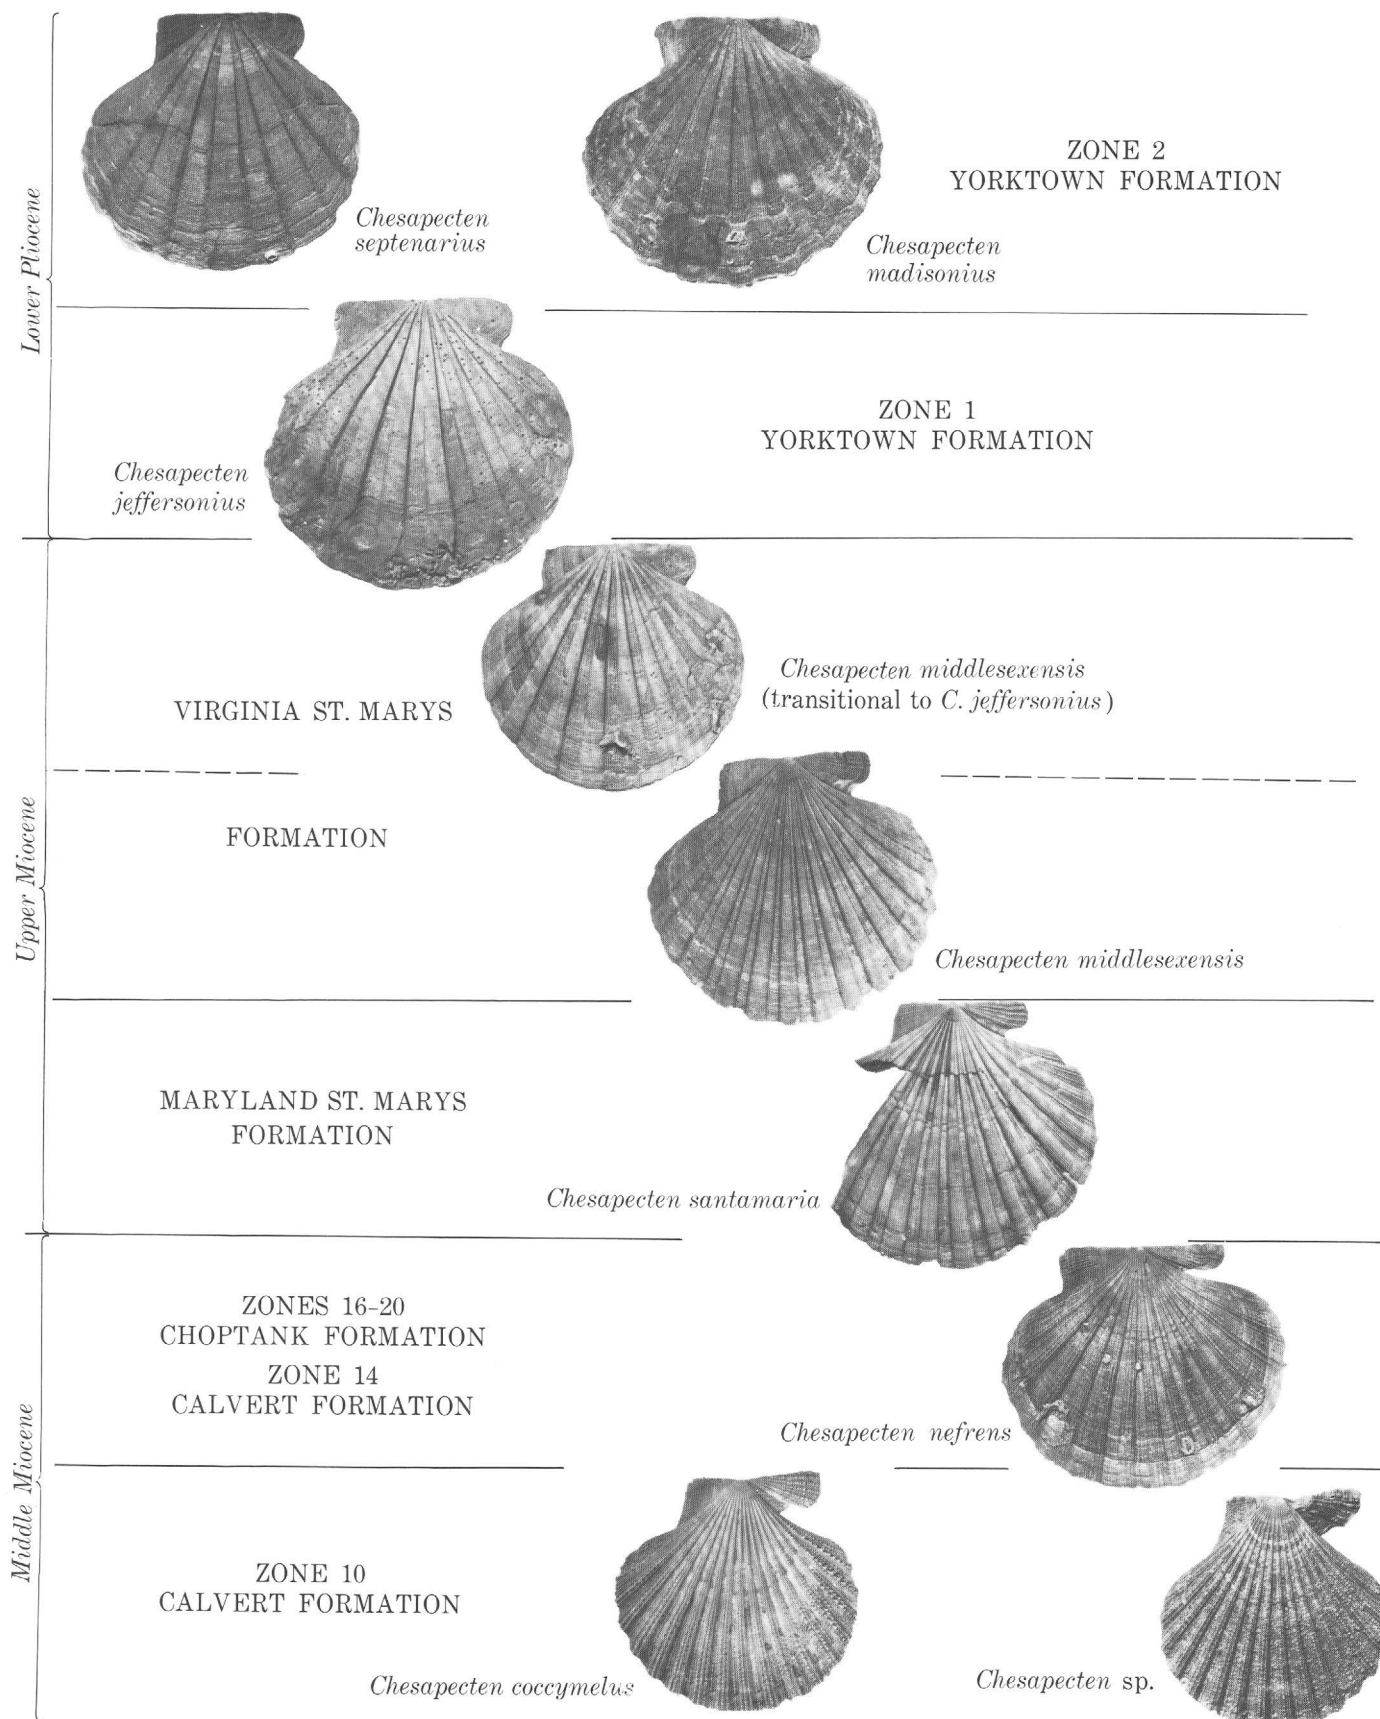 ZONE 2
YORKTOWN FORMATION
Chesapecten
septenarius
Chesapecten
madisonius
Lower Pliocene
ZONE 1
YORKTOWN FORMATION
Chesapecten
jeffersonius
Chesapecten middlesexensis
(transitional to C. jeffersonius)
VIRGINIA ST. MARYS
FORMATION
Upper Miocene
Chesapecten middlesexensis
MARYLAND ST. MARYS
FORMATION
Chesapecten santamaria
ZONES 16-20
CHOPTANK FORMATION
ZONE 14
CALVERT FORMATION
Chesapecten nefrens
Middle Miocene
ZONE 10
CALVERT FORMATION
Chesapecten coccymelus
Chesapecten sp.